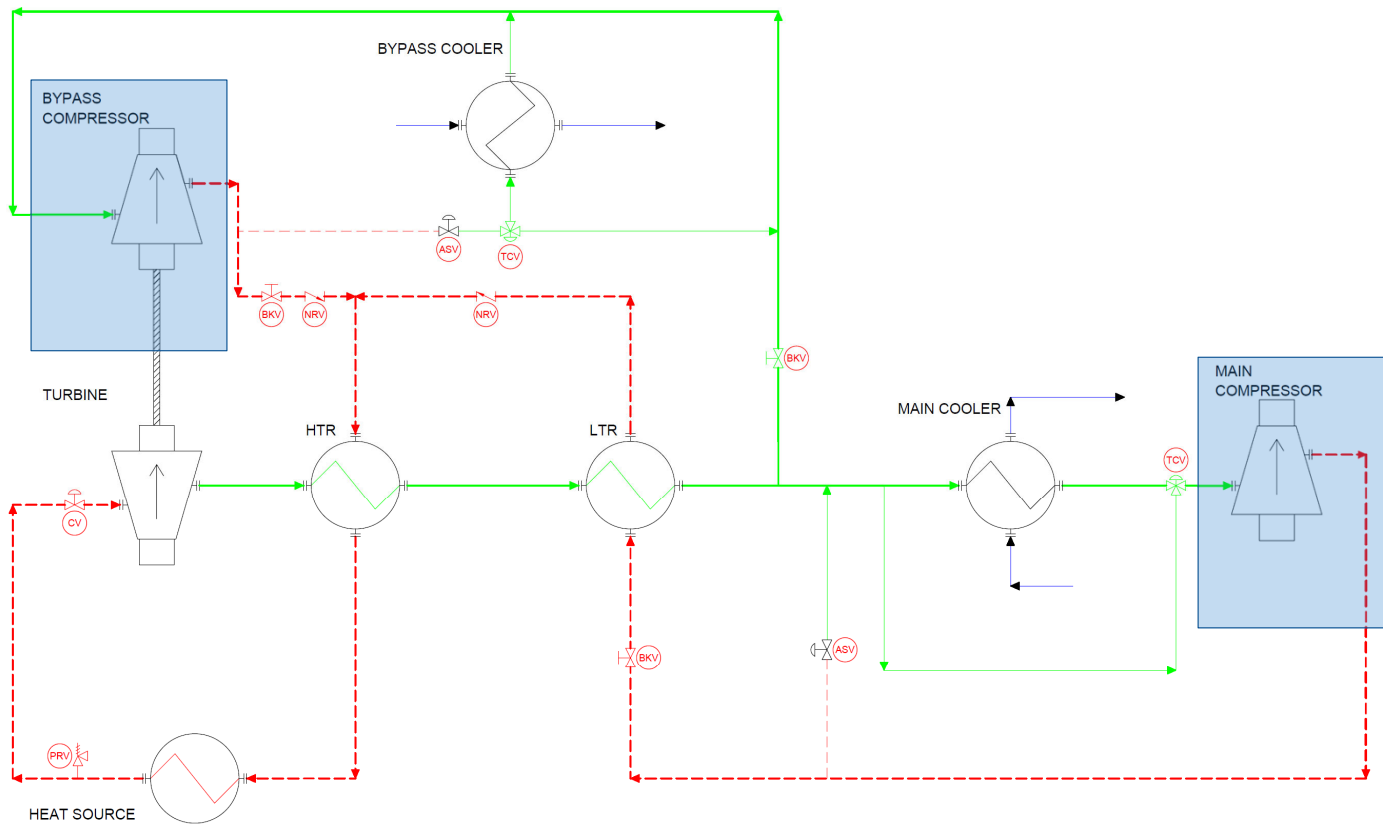 BYPASS COOLER
BYPASS
COMPRESSOR
ASV
TCV
BKV
NRV
NRV
BKV
MAIN
COMPRESSOR
TURBINE
HTR
LTR
MAIN COOLER
TCV
CV
BKV
ASV
PRV
HEAT SOURCE